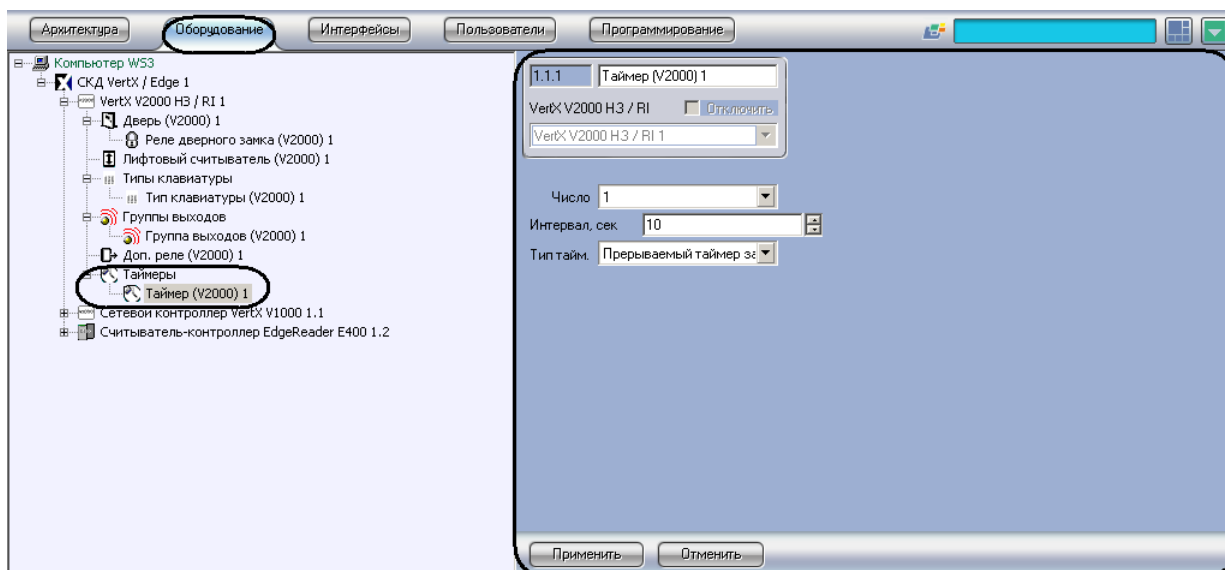 Архитектура Оборудование Интерфейсы Пользователи Программирование
Компьютер WS3
СКД VertX / Edge 1
VertX V2000 НЗ / RI 1
Дверь (V2000) 1
Реле дверного замка (V2000) 1
Лифтовый считыватель (V2000) 1
Типы клавиатуры
Тип клавиатуры (V2000) 1
Группы выходов
Группа выходов (V2000) 1
Доп. реле (V2000) 1
Таймеры
Таймер (V2000) 1
Сетевой контроллер VertX V1000 1.1
Считыватель-контроллер EdgeReader E400 1.2
1.1.1 Таймер (V2000) 1
VertX V2000 НЗ / RI Отключить
VertX V2000 НЗ / RI 1
Число 1
Интервал, сек 10
Тип тайм. Прерываемый таймер
Применить Отменить